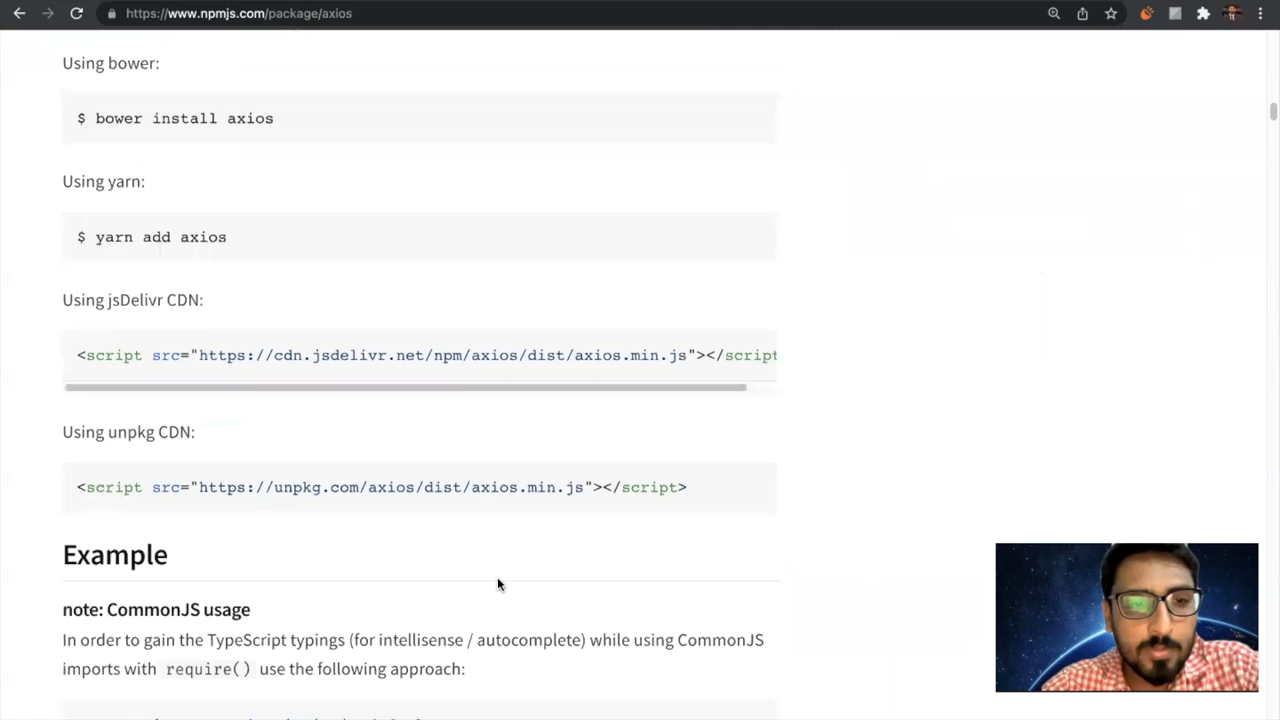 https://www.npmjs.com/package/axios
Using bower:
$ bower install axios
Using yarn:
$ yarn add axios
Using jsDelivr CDN:
<script src="https://cdn.jsdelivr.net/npm/axios/dist/axios.min.js"></script
Using unpkg CDN:
<script src="https://unpkg.com/axios/dist/axios.min.js"></script>
Example
note: CommonJS usage
In order to gain the TypeScript typings (for intellisense / autocomplete) while using CommonJS
imports with require() use the following approach: